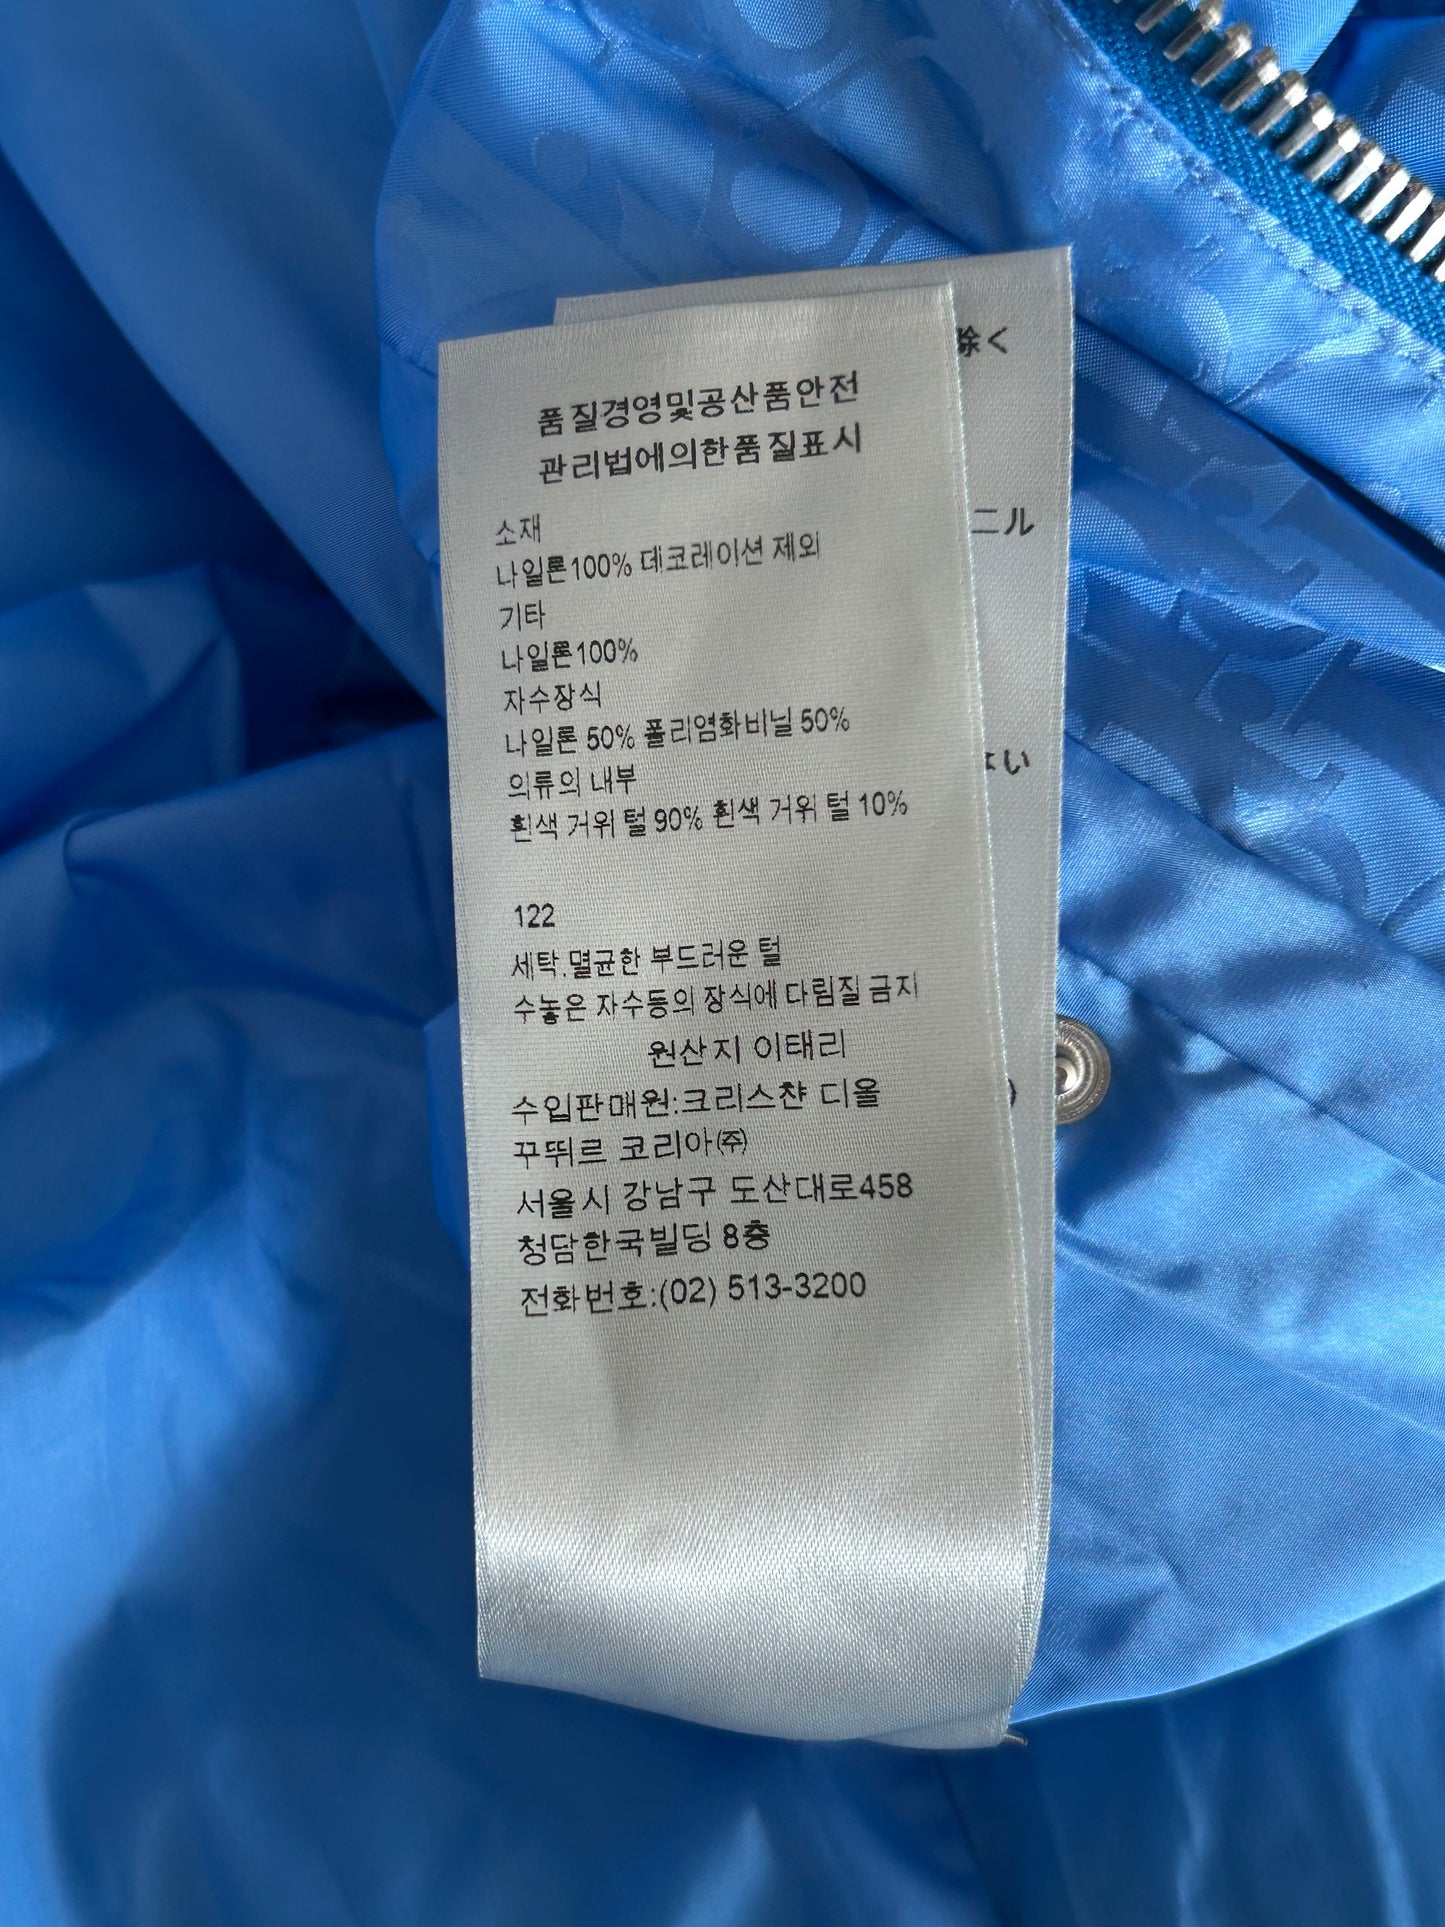 품질경영및공산품안전
관리법에의한품질표시
소재
나일론100% 데코레이션 제외
기타
나일론100%
자수장식
나일론 50% 폴리염화비닐 50%
의류의 내부
흰색 거위 털 90% 흰색 거위 털 10%
122
세탁.멸균한 부드러운 털
수놓은 자수등의 장식에 다림질 금지
원산지 이태리
수입판매원:크리스챤 디올
꾸뛰르 코리아㈜
서울시 강남구 도산대로458
청담한국빌딩 8층
전화번호:(02) 513-3200
除く
ニル
い
)